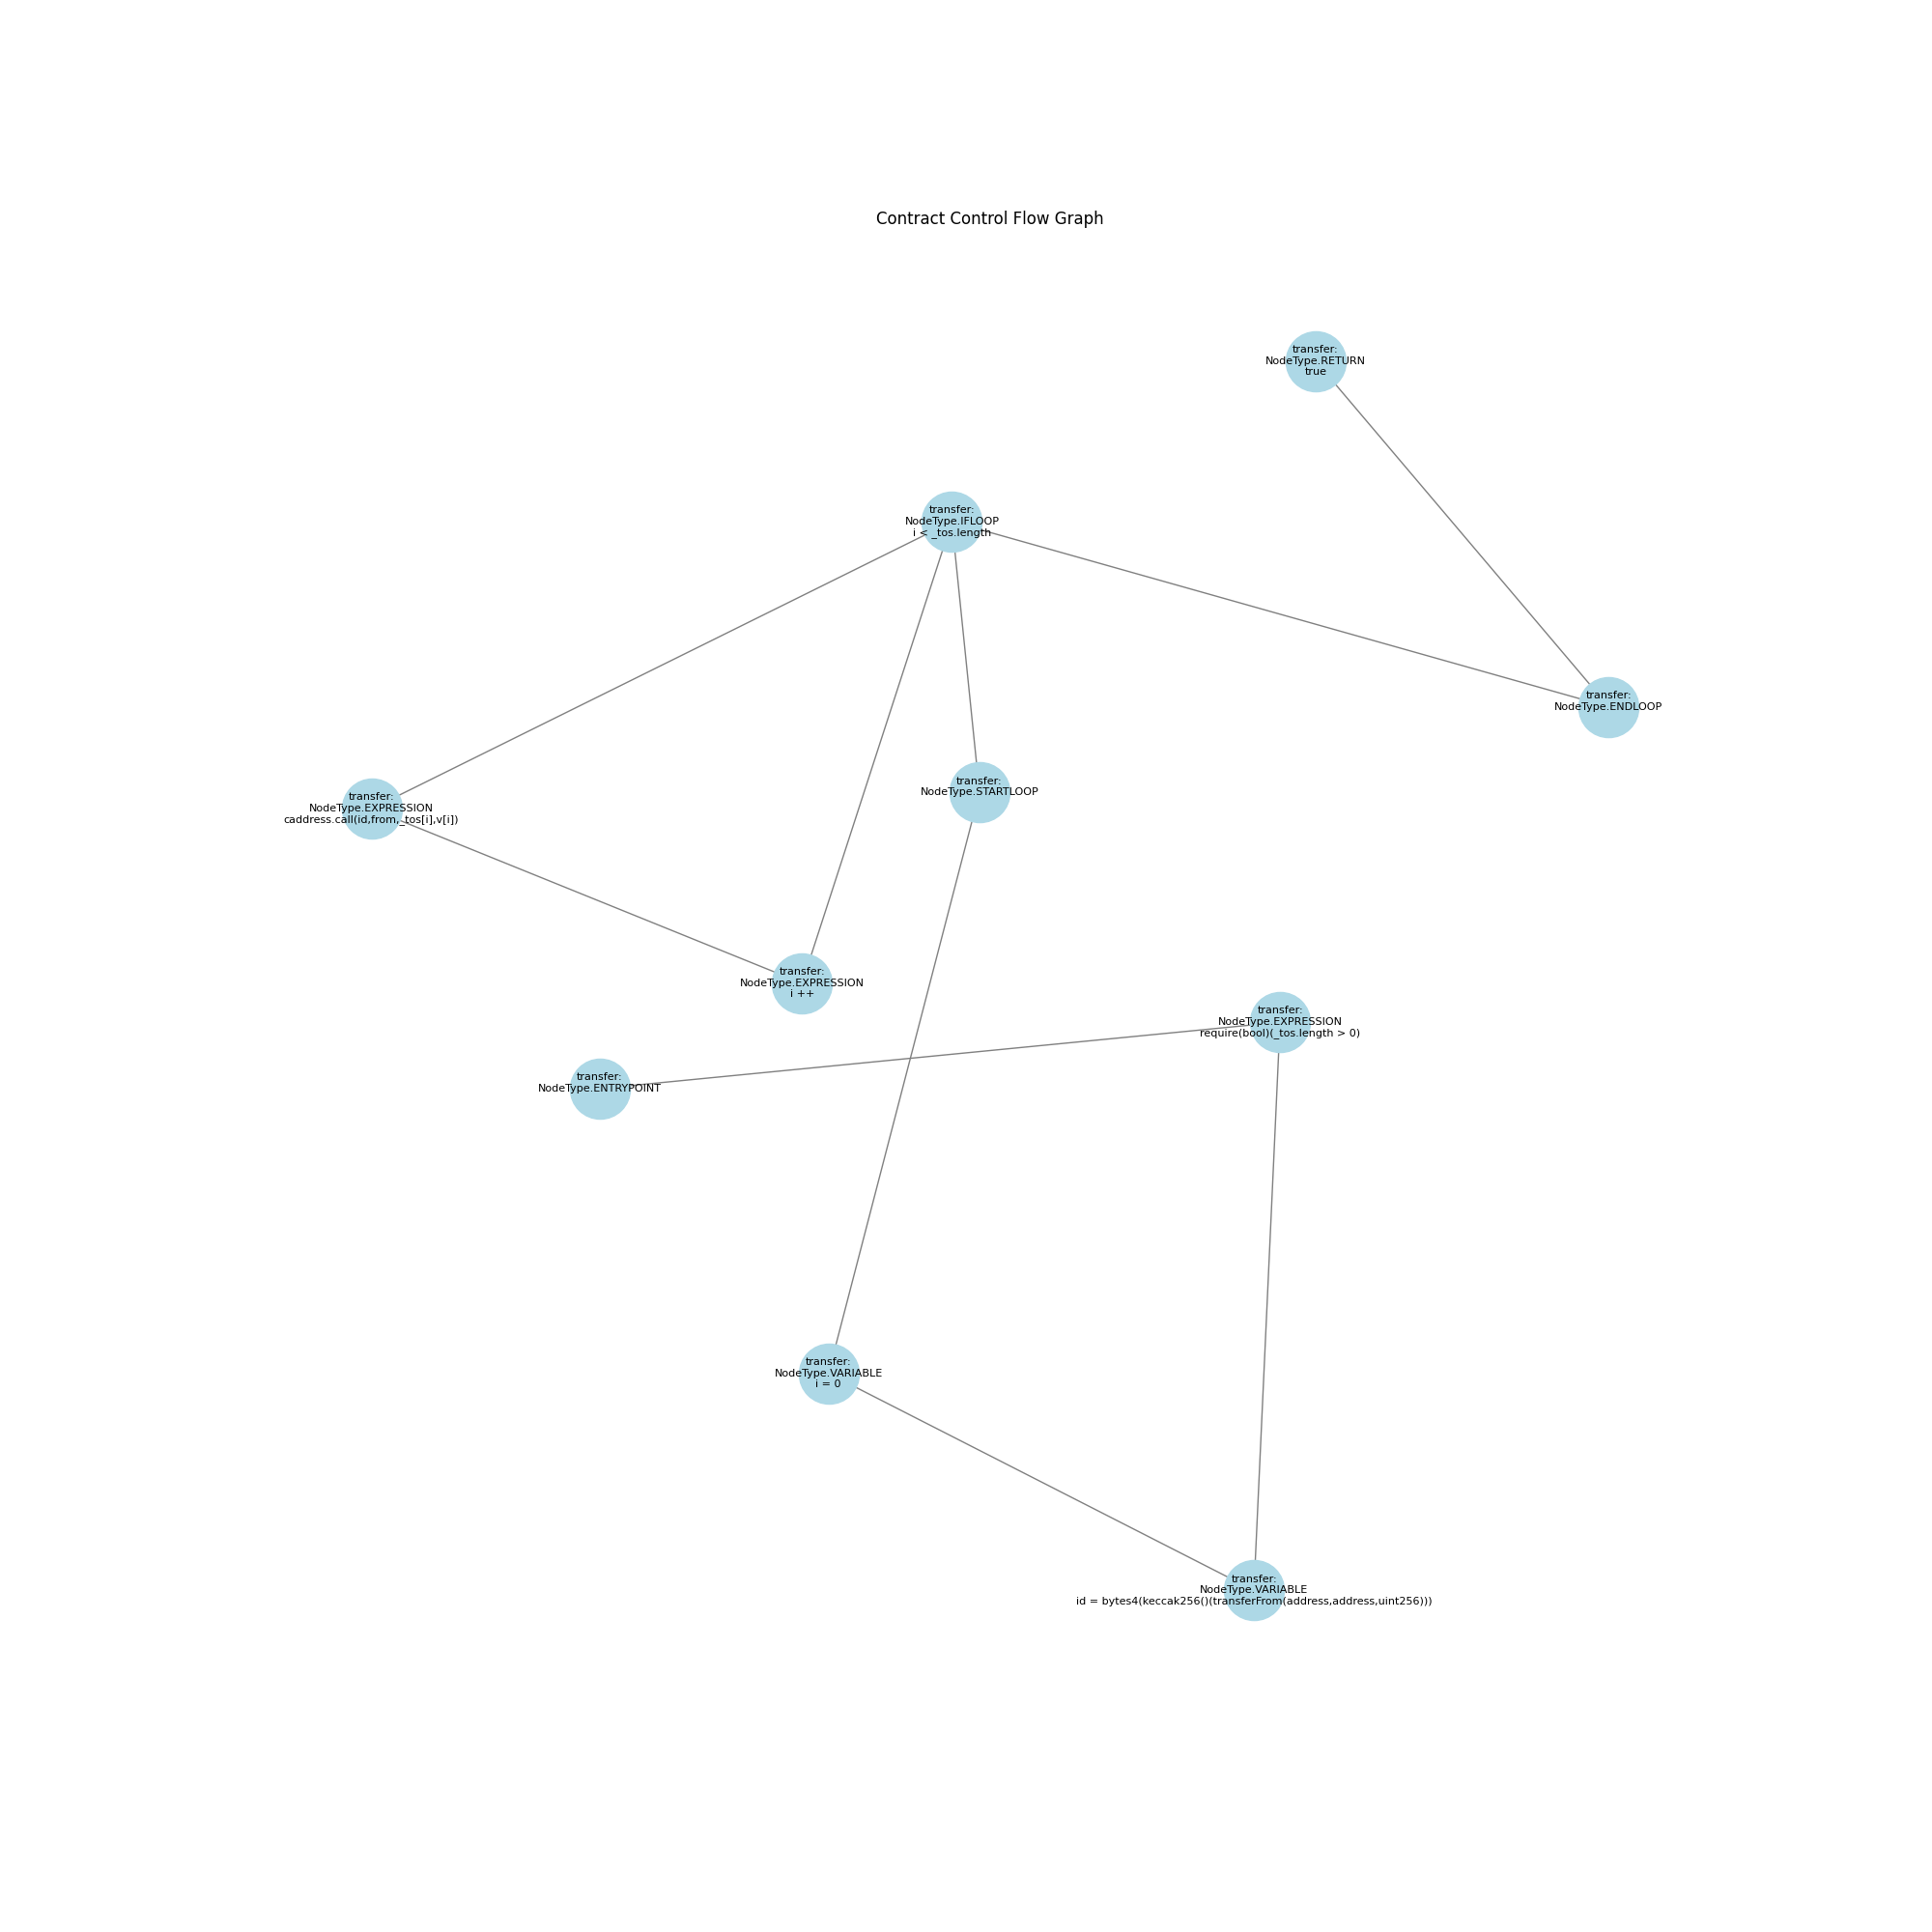 Contract Control Flow Graph
transfer:
NodeType.RETURN
true
transfer:
NodeType.IFLOOP
i < _tos.length
transfer:
NodeType.ENDLOOP
transfer:
NodeType.STARTLOOP
transfer:
NodeType.EXPRESSION
caddress.call(id,from,_tos[i],v[i])
transfer:
NodeType.EXPRESSION
i ++
transfer:
NodeType.EXPRESSION
require(bool)(_tos.length > 0)
transfer:
NodeType.ENTRYPOINT
transfer:
NodeType.VARIABLE
i = 0
transfer:
NodeType.VARIABLE
id = bytes4(keccak256()(transferFrom(address,address,uint256)))